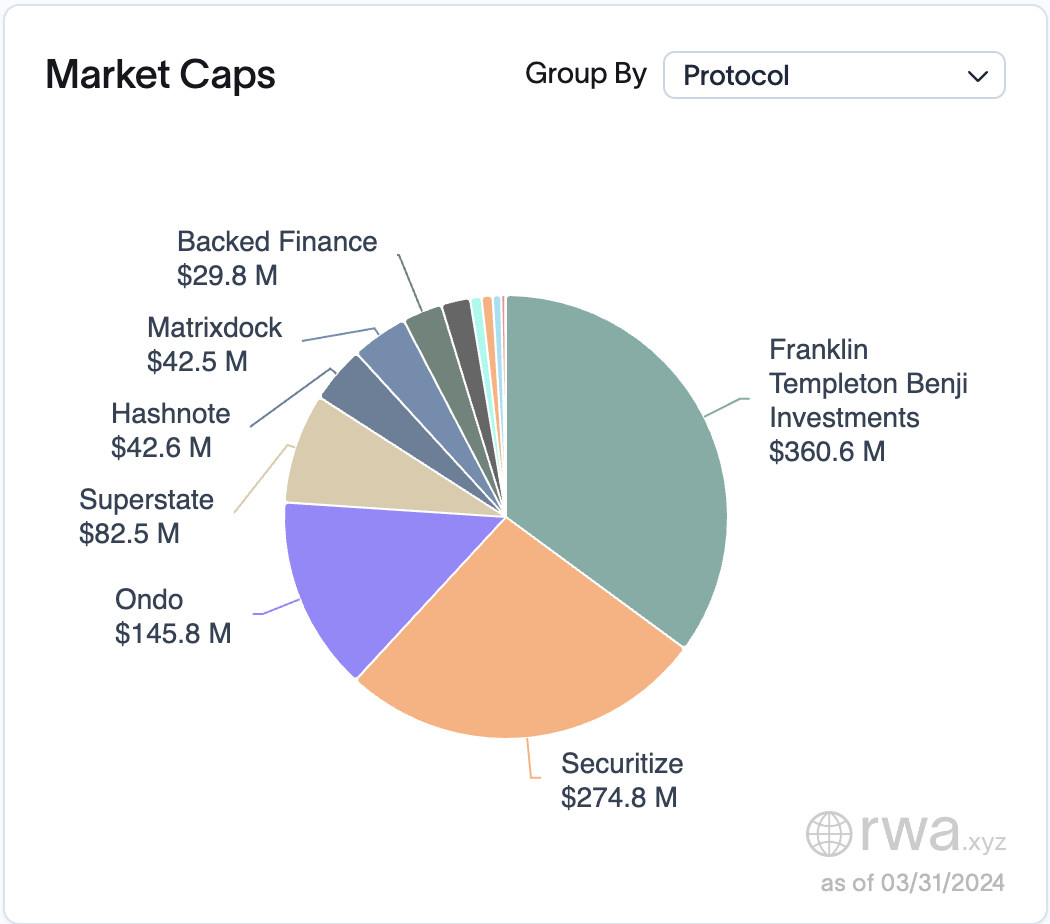 Market Caps
Group By
Protocol
Backed Finance
$29.8 M
Matrixdock
$42.5 M
Hashnote
$42.6 M
Superstate
$82.5 M
Ondo
$145.8 M
Franklin
Templeton Benji
Investments
$360.6 M
Securitize
$274.8 M
rwa.xyz
as of 03/31/2024